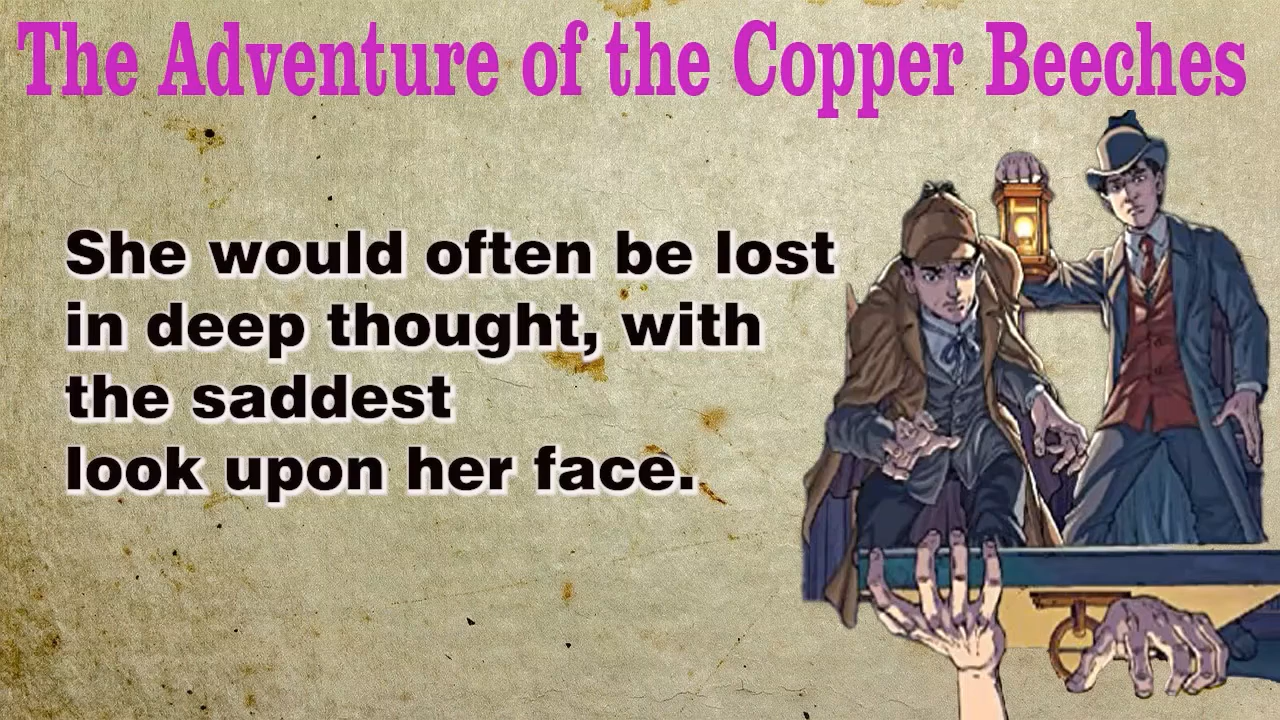 The Adventure of the Copper Beeches
She would often be lost
in deep thought, with
the saddest
look upon her face.